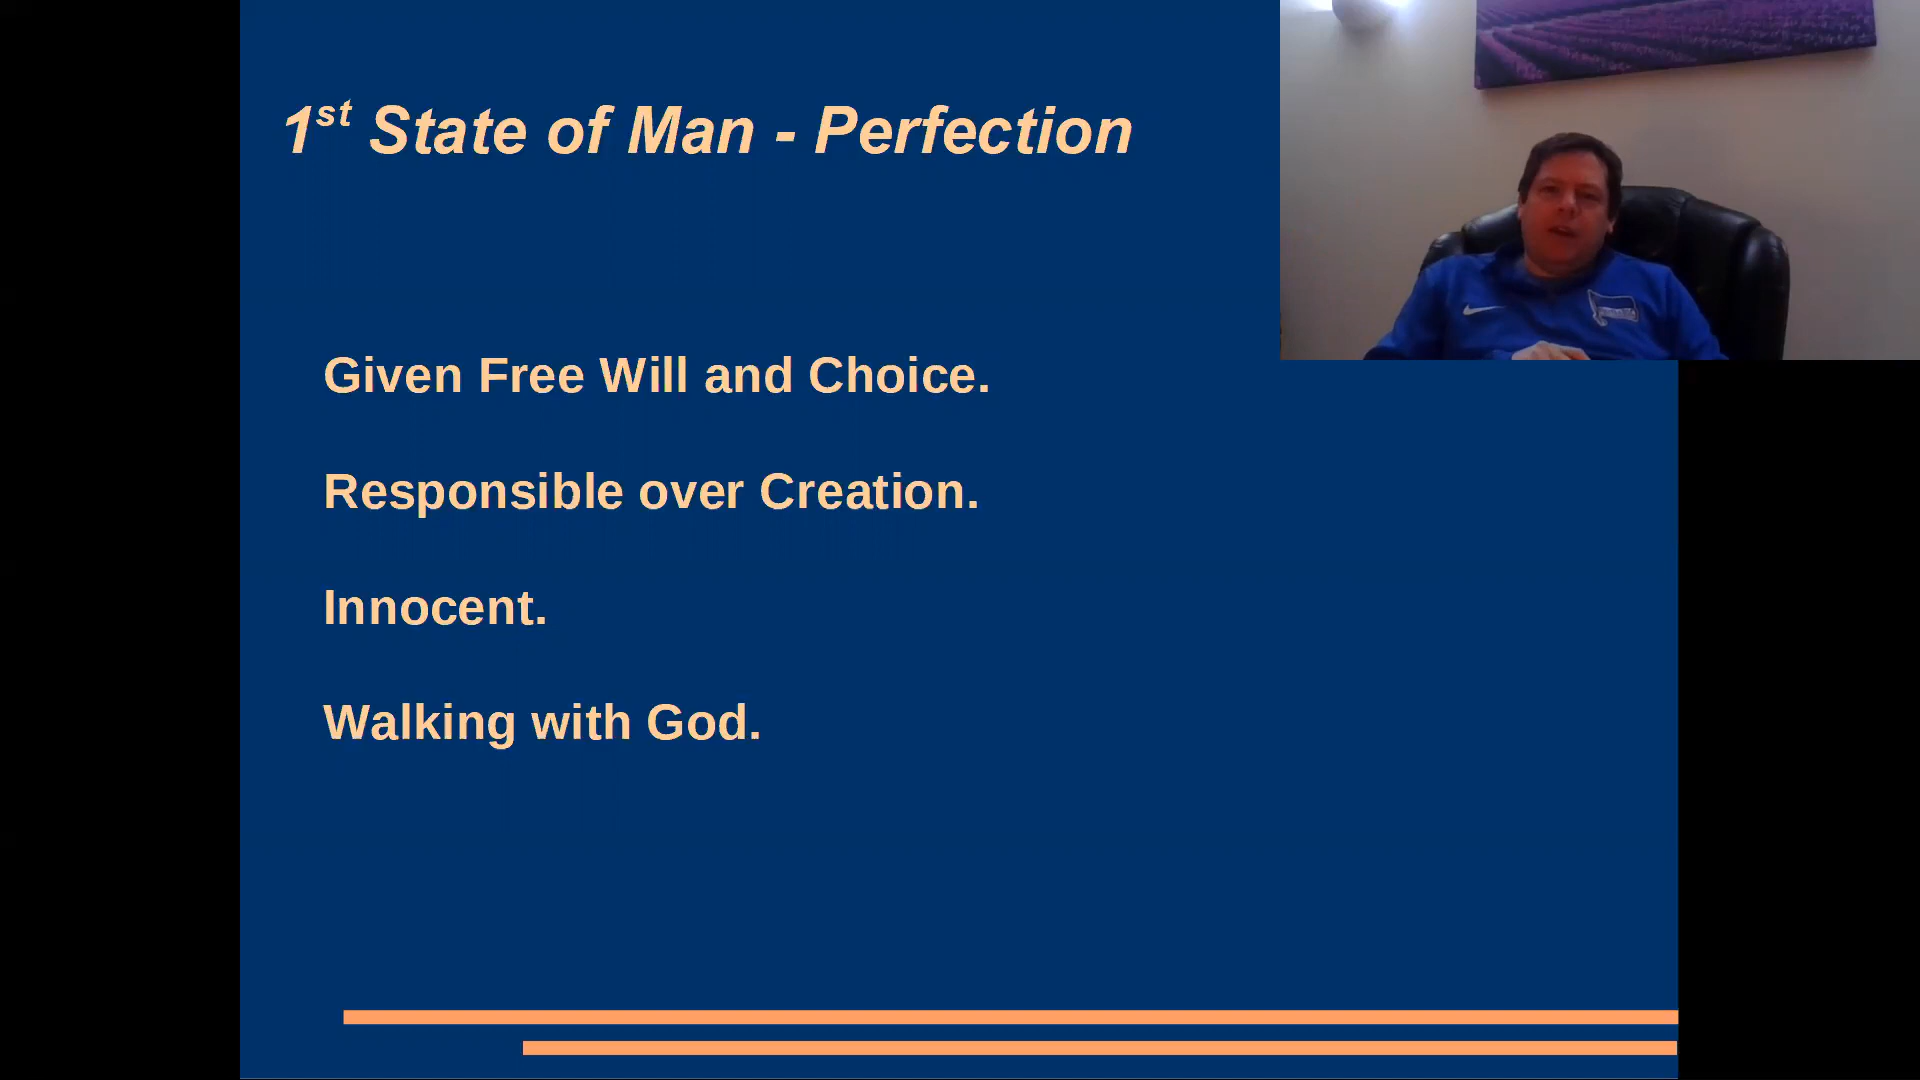 1st State of Man - Perfection
Given Free Will and Choice.
Responsible over Creation.
Innocent.
Walking with God.